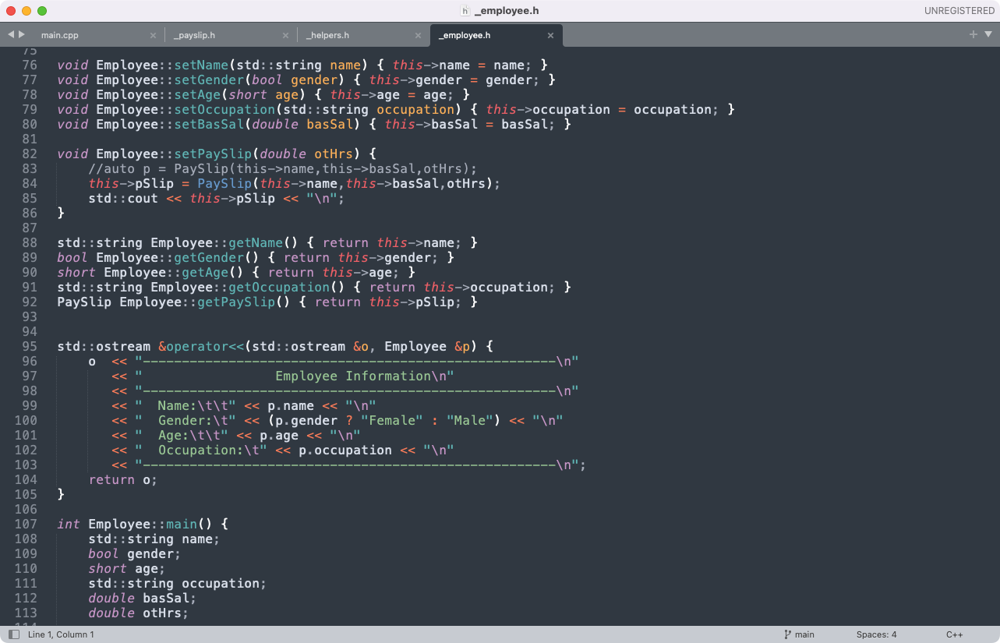 _employee.h
UNREGISTERED
main.cpp × _payslip.h × _helpers.h × _employee.h ×
75
76 void Employee::setName(std::string name) { this->name = name; }
77 void Employee::setGender(bool gender) { this->gender = gender; }
78 void Employee::setAge(short age) { this->age = age; }
79 void Employee::setOccupation(std::string occupation) { this->occupation = occupation; }
80 void Employee::setBasSal(double basSal) { this->basSal = basSal; }
81
82 void Employee::setPaySlip(double otHrs) {
83     //auto p = PaySlip(this->name,this->basSal,otHrs);
84     this->pSlip = PaySlip(this->name,this->basSal,otHrs);
85     std::cout << this->pSlip << "\n";
86 }
87
88 std::string Employee::getName() { return this->name; }
89 bool Employee::getGender() { return this->gender; }
90 short Employee::getAge() { return this->age; }
91 std::string Employee::getOccupation() { return this->occupation; }
92 PaySlip Employee::getPaySlip() { return this->pSlip; }
93
94
95 std::ostream &operator<<(std::ostream &o, Employee &p) {
96     o  << "-----------------------------------------------------\n"
97        << "                 Employee Information\n"
98        << "-----------------------------------------------------\n"
99        << "  Name:\t\t" << p.name << "\n"
100        << "  Gender:\t" << (p.gender ? "Female" : "Male") << "\n"
101        << "  Age:\t\t" << p.age << "\n"
102        << "  Occupation:\t" << p.occupation << "\n"
103        << "-----------------------------------------------------\n";
104     return o;
105 }
106
107 int Employee::main() {
108     std::string name;
109     bool gender;
110     short age;
111     std::string occupation;
112     double basSal;
113     double otHrs;
114
Line 1, Column 1
main
Spaces: 4
C++